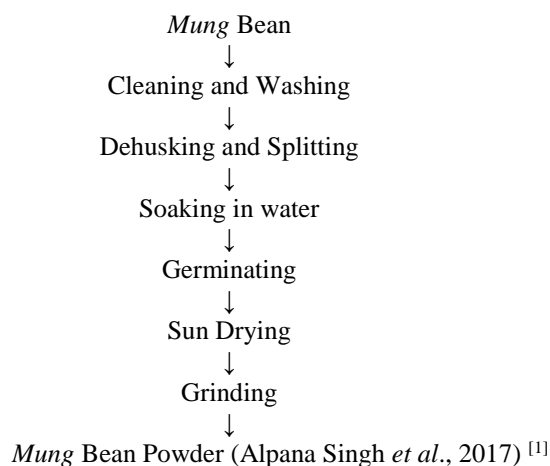 Mung Bean
↓
Cleaning and Washing
↓
Dehusking and Splitting
↓
Soaking in water
↓
Germinating
↓
Sun Drying
↓
Grinding
↓
Mung Bean Powder (Alpana Singh et al., 2017) [1]